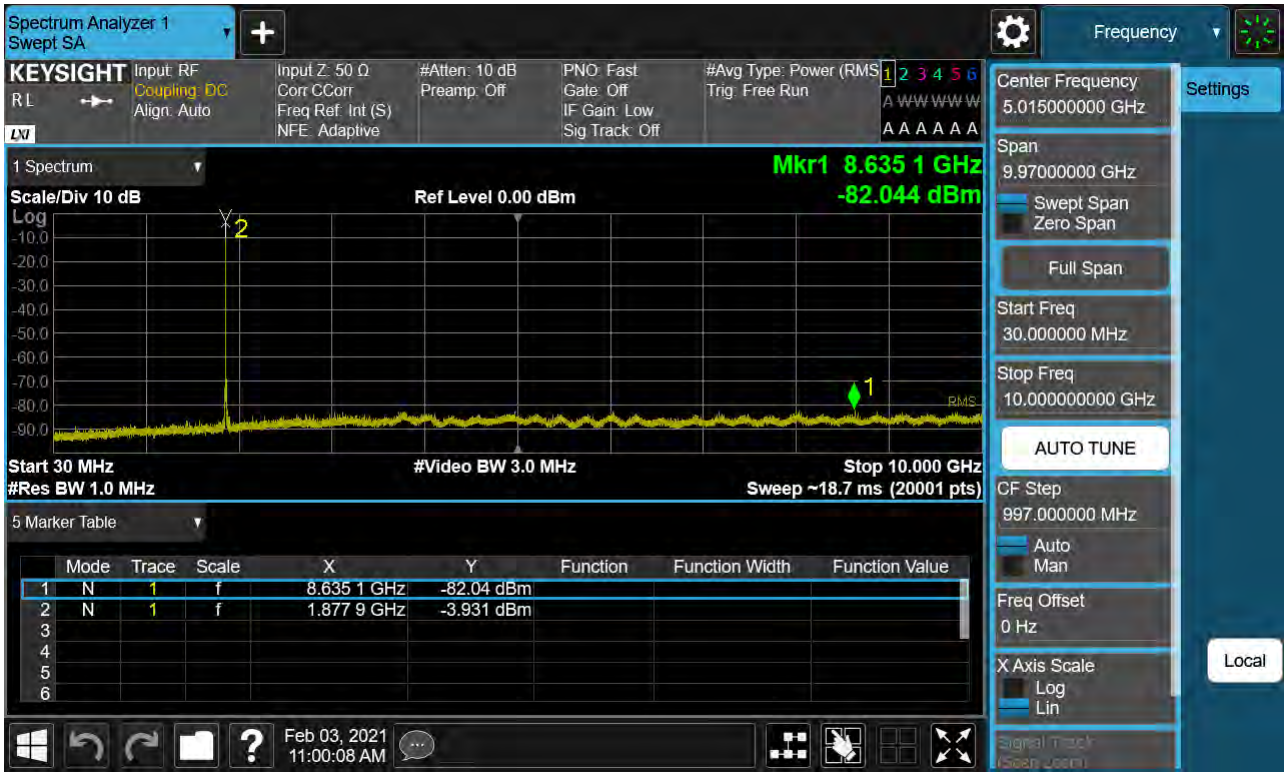 Spectrum Analyzer 1
Swept SA
+
Frequency
KEYSIGHT
RL
LXI
Input: RF
Coupling: DC
Align: Auto
Input Z: 50 Ω
Corr CCorr
Freq Ref: Int (S)
NFE: Adaptive
#Atten: 10 dB
Preamp: Off
PNO: Fast
Gate: Off
IF Gain: Low
Sig Track: Off
#Avg Type: Power (RMS
Trig: Free Run
1 2 3 4 5 6
A W W W W W
A A A A A A
1 Spectrum
Scale/Div 10 dB
Ref Level 0.00 dBm
Mkr1 8.635 1 GHz
-82.044 dBm
Log
-10.0
-20.0
-30.0
-40.0
-50.0
-60.0
-70.0
-80.0
-90.0
2
1
RMS
Start 30 MHz
#Video BW 3.0 MHz
Stop 10.000 GHz
#Res BW 1.0 MHz
Sweep ~18.7 ms (20001 pts)
5 Marker Table
Mode Trace Scale X Y Function Function Width Function Value
1 N 1 f 8.635 1 GHz -82.04 dBm
2 N 1 f 1.877 9 GHz -3.931 dBm
3
4
5
6
Feb 03, 2021
11:00:08 AM
?
Center Frequency
5.015000000 GHz
Span
9.97000000 GHz
Swept Span
Zero Span
Full Span
Start Freq
30.000000 MHz
Stop Freq
10.000000000 GHz
AUTO TUNE
CF Step
997.000000 MHz
Auto
Man
Freq Offset
0 Hz
X Axis Scale
Log
Lin
Signal Track
(Span Zoom)
Settings
Local